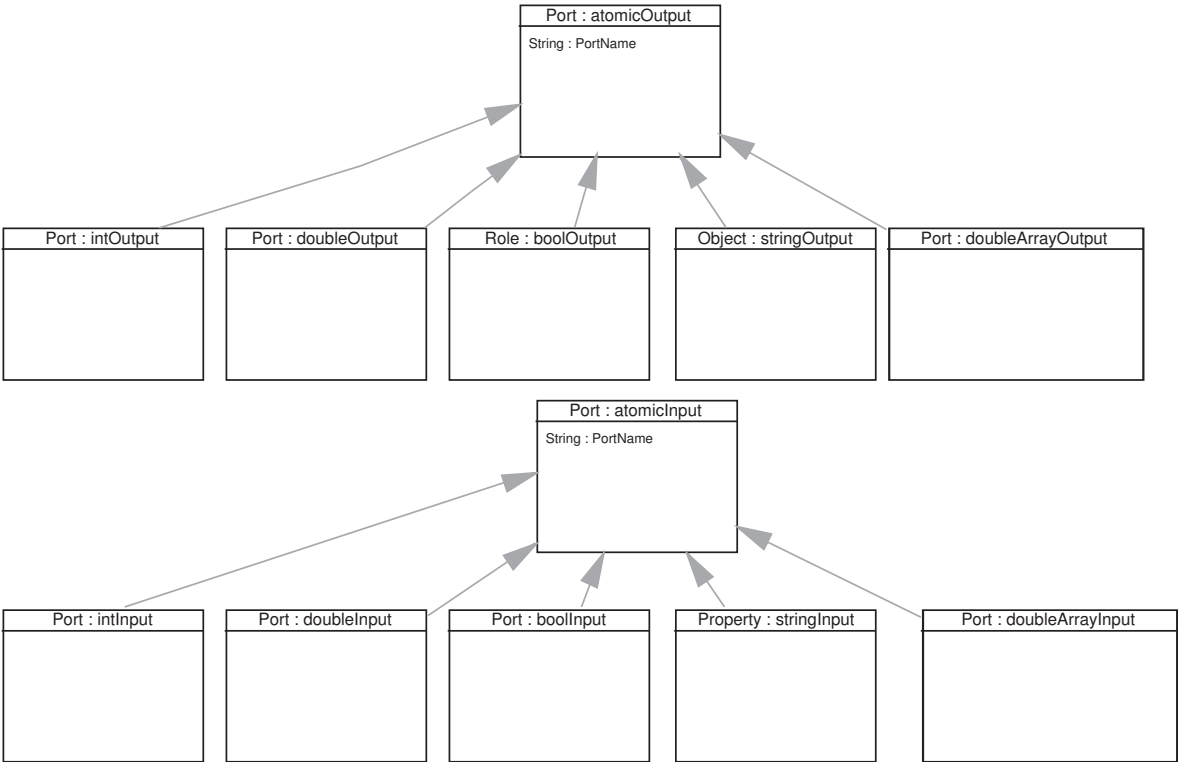 Port : atomicOutput
String : PortName
Port : intOutput
Port : doubleOutput
Role : boolOutput
Object : stringOutput
Port : doubleArrayOutput
Port : atomicInput
String : PortName
Port : intInput
Port : doubleInput
Port : boolInput
Property : stringInput
Port : doubleArrayInput